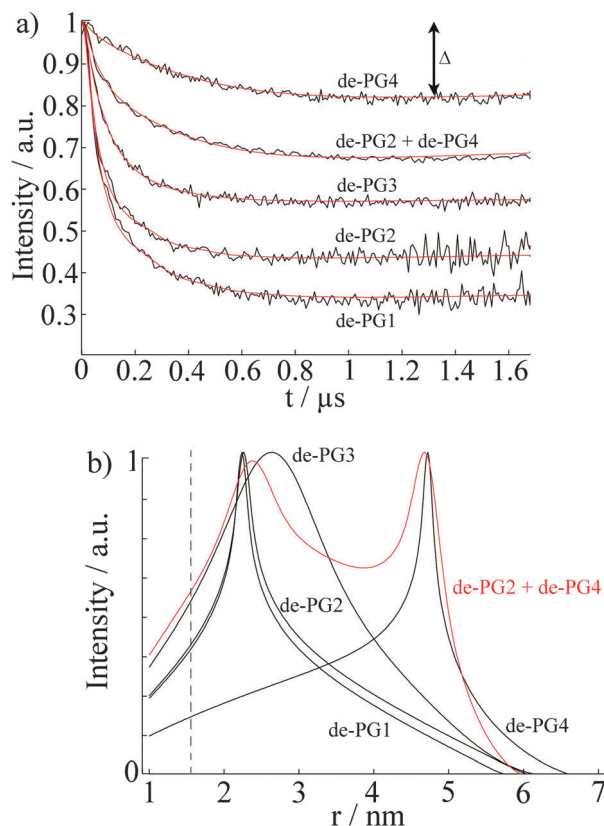 a)
1
0.9
0.8
0.7
0.6
0.5
0.4
0.3
Intensity / a.u.
Δ
de-PG4
de-PG2 + de-PG4
de-PG3
de-PG2
de-PG1
0 0.2 0.4 0.6 0.8 1 1.2 1.4 1.6
t / μs
b)
1
0
Intensity / a.u.
de-PG3
de-PG2
de-PG2 + de-PG4
de-PG1
de-PG4
1 2 3 4 5 6 7
r / nm